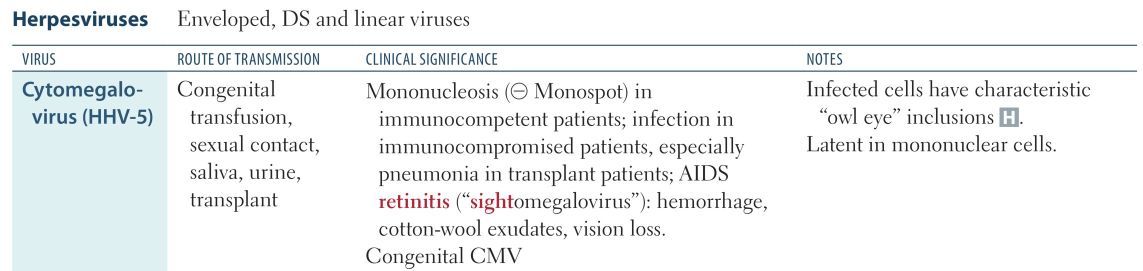 Herpesviruses Enveloped, DS and linear viruses
VIRUS ROUTE OF TRANSMISSION CLINICAL SIGNIFICANCE NOTES
Cytomegalo-
virus (HHV-5)
Congenital
transfusion,
sexual contact,
saliva, urine,
transplant
Mononucleosis (⊖ Monospot) in
immunocompetent patients; infection in
immunocompromised patients, especially
pneumonia in transplant patients; AIDS
retinitis (“sightomegalovirus”): hemorrhage,
cotton-wool exudates, vision loss.
Congenital CMV
Infected cells have characteristic
“owl eye” inclusions H.
Latent in mononuclear cells.